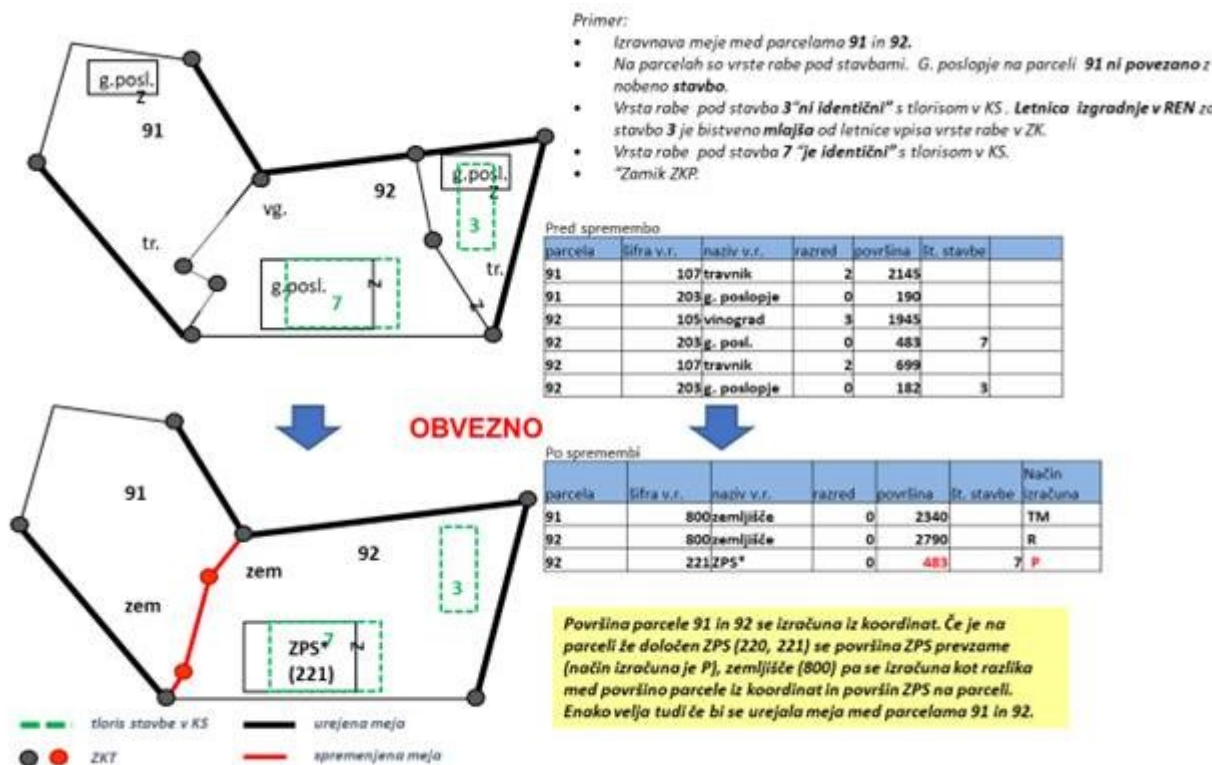 Primer:
• Izravnava meje med parcelama 91 in 92.
• Na parcelah so vrste rabe pod stavbami. G. poslopje na parceli 91 ni povezano z
nobeno stavbo.
• Vrsta rabe pod stavba 3 "ni identični" s tlorisom v KS . Letnica izgradnje v REN za
stavbo 3 je bistveno mlajša od letnice vpisa vrste rabe v ZK.
• Vrsta rabe pod stavba 7 "je identični" s tlorisom v KS.
• "Zamik ZKP.
g.posl.
Z
91
tr.
vg.
92
g.posl.
Z
3
tr.
g.posl.
7
Z
Z
Pred spremembo
parcela šifra v.r. naziv v.r. razred površina št. stavbe
91 107 travnik 2 2145
91 203 g. poslopje 0 190
92 105 vinograd 3 1945
92 203 g. posl. 0 483 7
92 107 travnik 2 699
92 203 g. poslopje 0 182 3
OBVEZNO
Po spremembi
parcela šifra v.r. naziv v.r. razred površina št. stavbe Način izračuna
91 800 zemljišče 0 2340 TM
92 800 zemljišče 0 2790 R
92 221 ZPS* 0 483 7 P
91
zem
zem
92
3
ZPS*
7
(221)
Z
Površina parcele 91 in 92 se izračuna iz koordinat. Če je na
parceli že določen ZPS (220, 221) se površina ZPS prevzame
(način izračuna je P), zemljišče (800) pa se izračuna kot razlika
med površino parcele iz koordinat in površin ZPS na parceli.
Enako velja tudi če bi se urejala meja med parcelama 91 in 92.
tloris stavbe v KS
urejena meja
ZKT
spremenjena meja